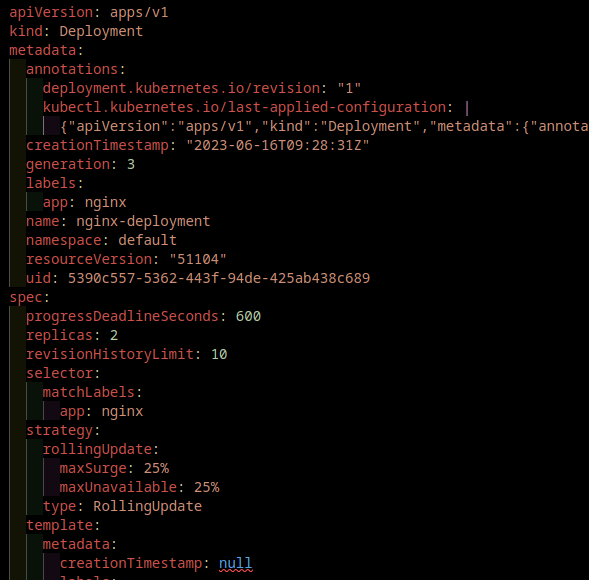 apiVersion: apps/v1
kind: Deployment
metadata:
  annotations:
    deployment.kubernetes.io/revision: "1"
    kubectl.kubernetes.io/last-applied-configuration: |
      {"apiVersion":"apps/v1","kind":"Deployment","metadata":{"annota
  creationTimestamp: "2023-06-16T09:28:31Z"
  generation: 3
  labels:
    app: nginx
  name: nginx-deployment
  namespace: default
  resourceVersion: "51104"
  uid: 5390c557-5362-443f-94de-425ab438c689
spec:
  progressDeadlineSeconds: 600
  replicas: 2
  revisionHistoryLimit: 10
  selector:
    matchLabels:
      app: nginx
  strategy:
    rollingUpdate:
      maxSurge: 25%
      maxUnavailable: 25%
    type: RollingUpdate
  template:
    metadata:
      creationTimestamp: null